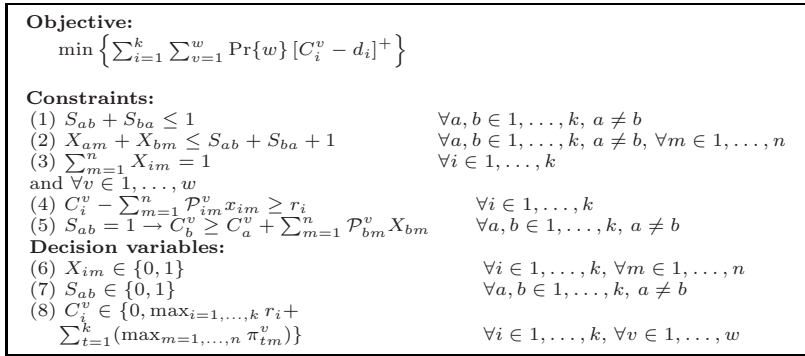 Objective:
min { ∑_{i=1}^{k} ∑_{v=1}^{w} Pr{w} [C_i^v − d_i]^+ }
Constraints:
(1) S_{ab} + S_{ba} ≤ 1 ∀a, b ∈ 1, . . . , k, a ≠ b
(2) X_{am} + X_{bm} ≤ S_{ab} + S_{ba} + 1 ∀a, b ∈ 1, . . . , k, a ≠ b, ∀m ∈ 1, . . . , n
(3) ∑_{m=1}^{n} X_{im} = 1 ∀i ∈ 1, . . . , k
and ∀v ∈ 1, . . . , w
(4) C_i^v − ∑_{m=1}^{n} 𝒫_{im}^v x_{im} ≥ r_i ∀i ∈ 1, . . . , k
(5) S_{ab} = 1 → C_b^v ≥ C_a^v + ∑_{m=1}^{n} 𝒫_{bm}^v X_{bm} ∀a, b ∈ 1, . . . , k, a ≠ b
Decision variables:
(6) X_{im} ∈ {0, 1} ∀i ∈ 1, . . . , k, ∀m ∈ 1, . . . , n
(7) S_{ab} ∈ {0, 1} ∀a, b ∈ 1, . . . , k, a ≠ b
(8) C_i^v ∈ {0, max_{i=1,...,k} r_i+
∑_{t=1}^{k} (max_{m=1,...,n} π_{tm}^v)} ∀i ∈ 1, . . . , k, ∀v ∈ 1, . . . , w